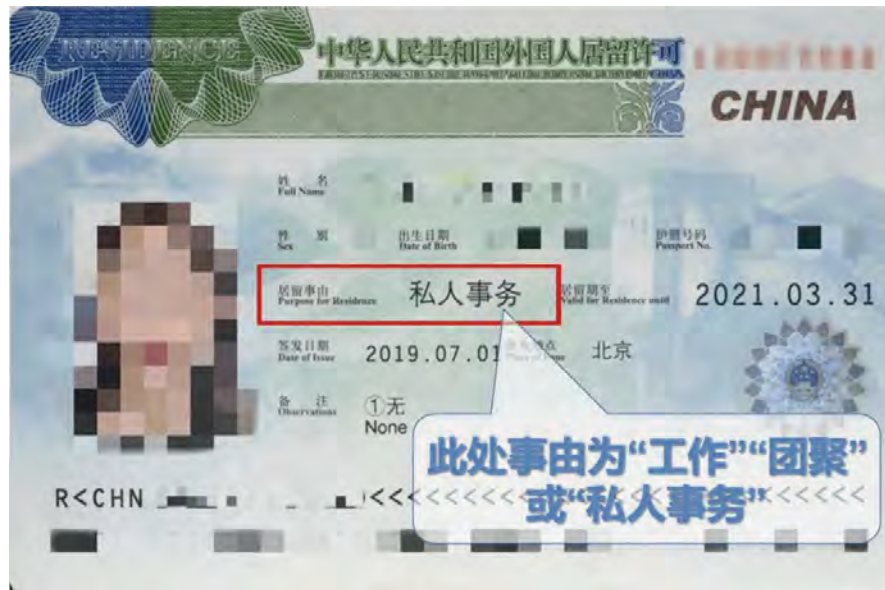 RESIDENCE
中华人民共和国外国人居留许可
CHINA
姓 名
Full Name
性 别 出生日期 护照号码
Sex Date of Birth Passport No.
居留事由 私人事务 居留期至 2021.03.31
Purpose for Residence Valid for Residence until
签发日期 2019.07.01 北京
Date of Issue
备 注 ①无
Observations None
此处事由为“工作”“团聚”
或“私人事务”
R<CHN